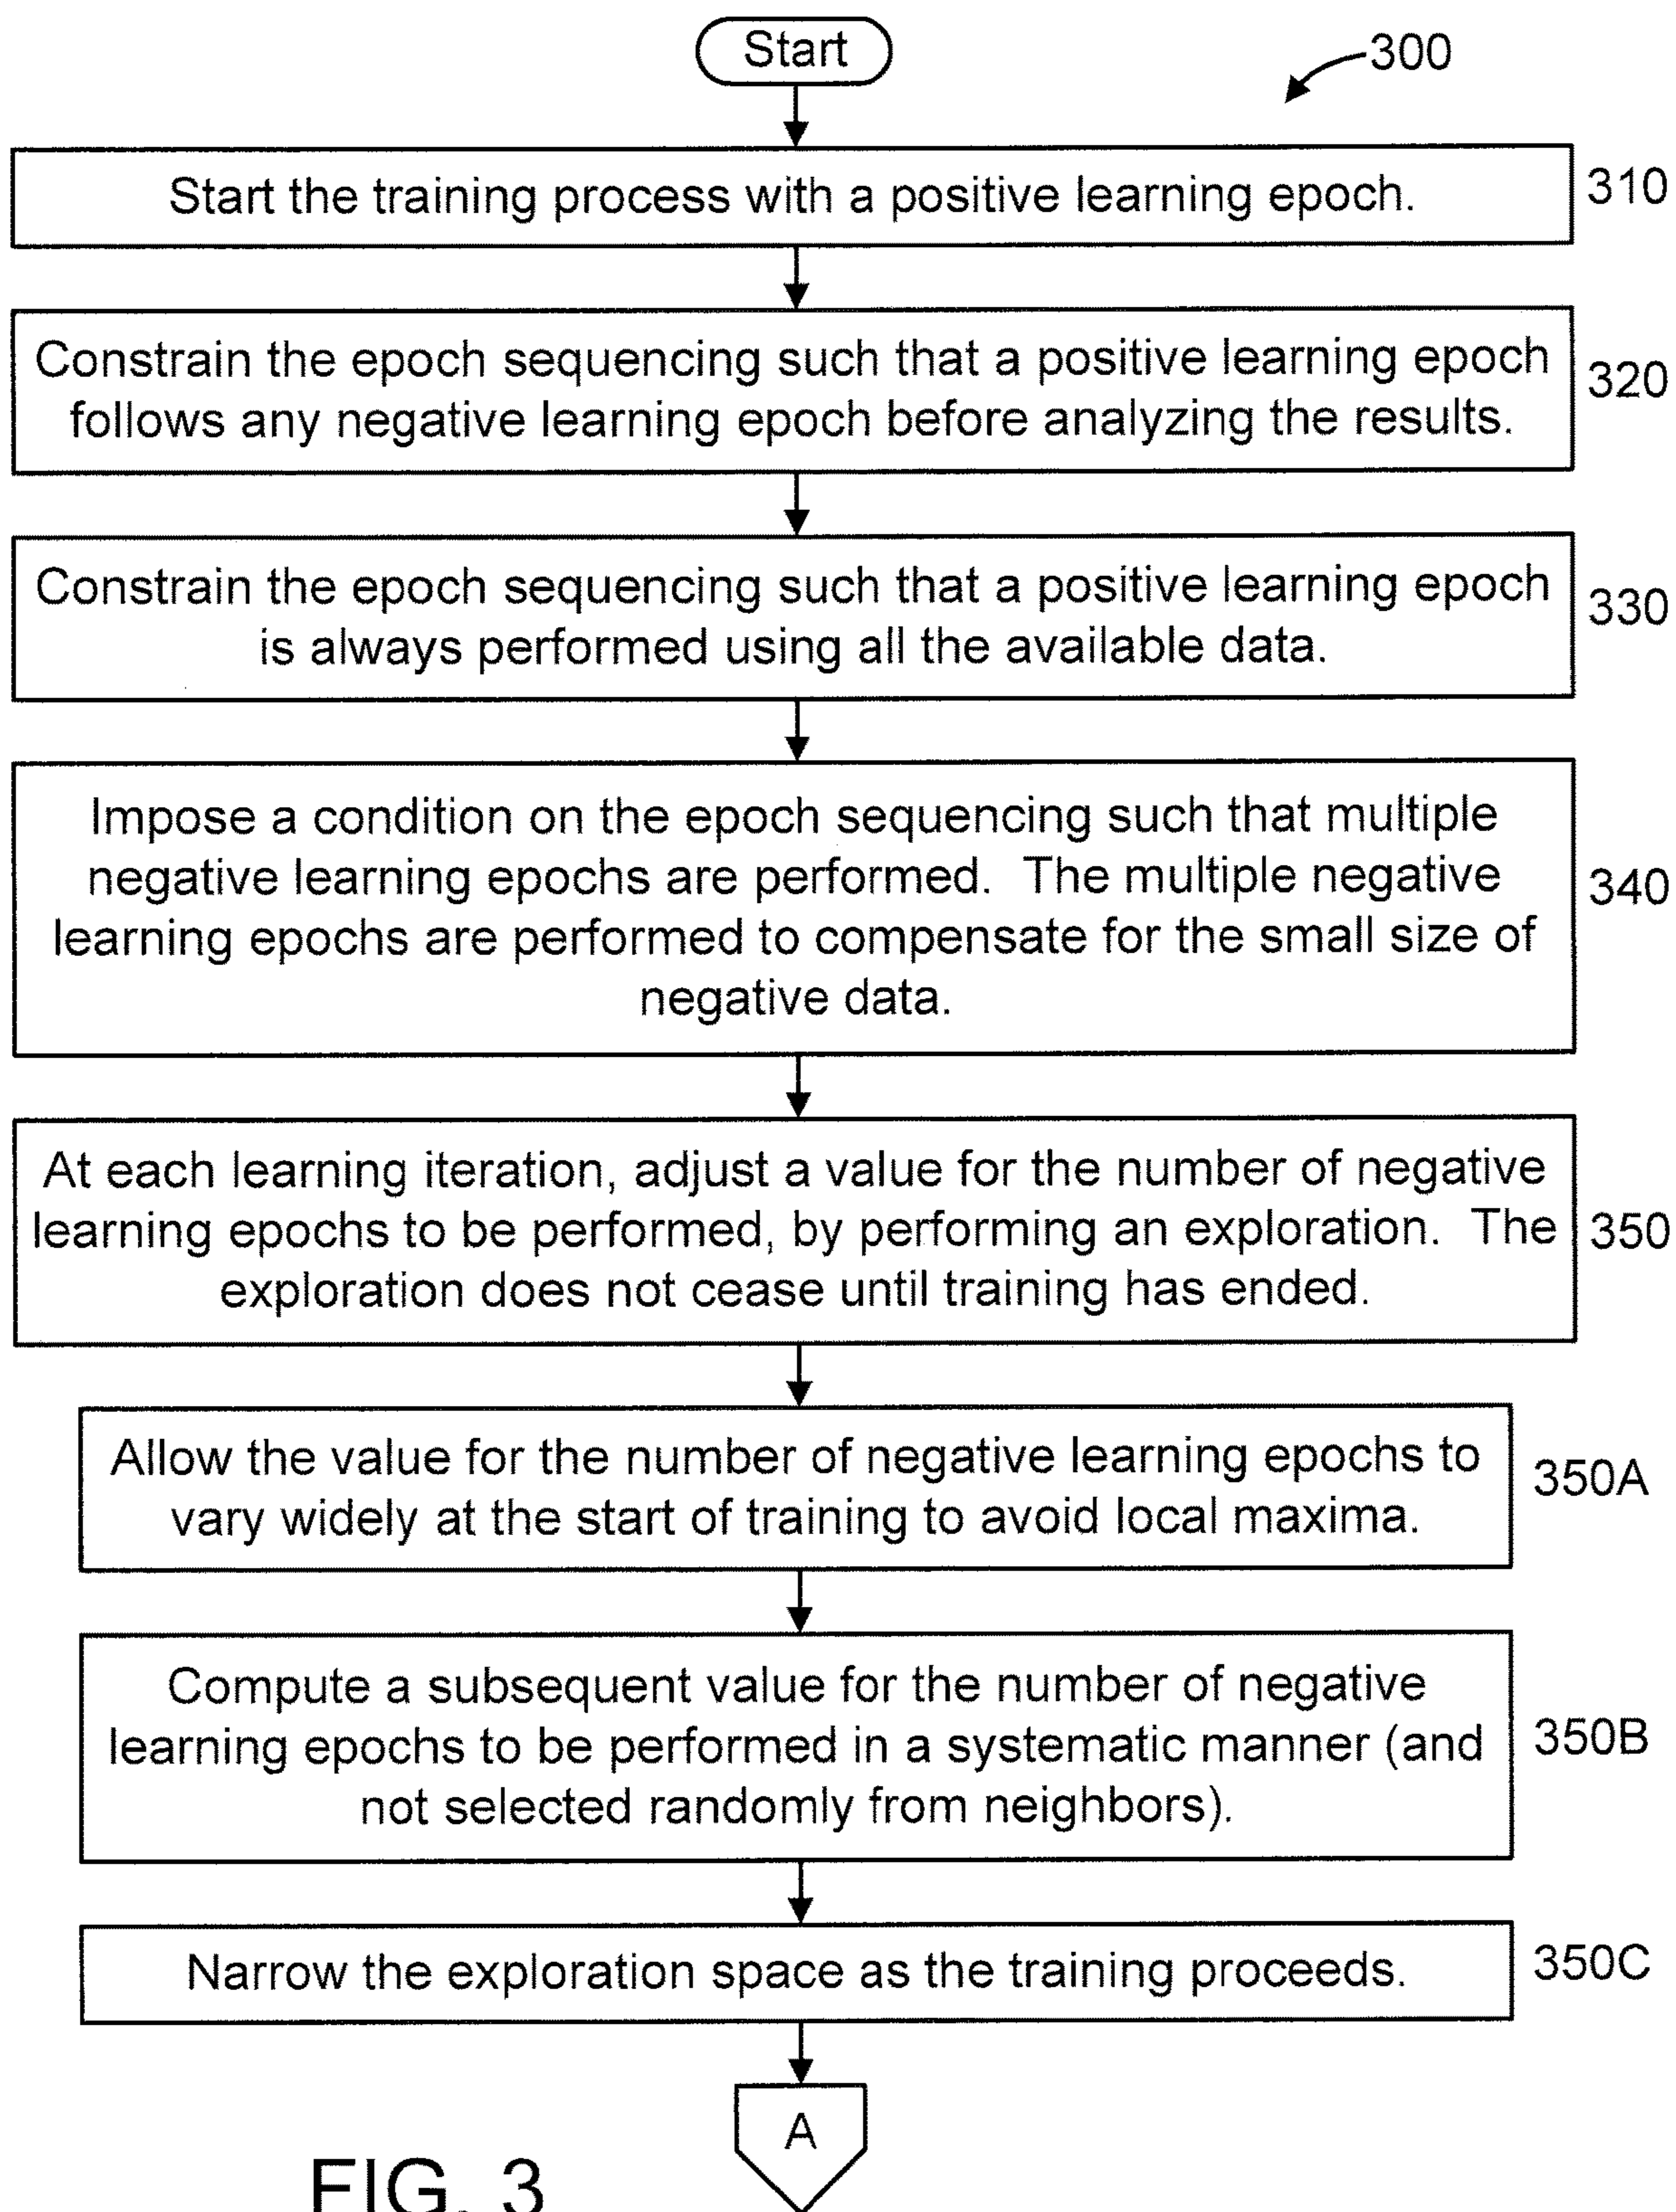 Start
300
Start the training process with a positive learning epoch.
310
Constrain the epoch sequencing such that a positive learning epoch
follows any negative learning epoch before analyzing the results.
320
Constrain the epoch sequencing such that a positive learning epoch
is always performed using all the available data.
330
Impose a condition on the epoch sequencing such that multiple
negative learning epochs are performed. The multiple negative
learning epochs are performed to compensate for the small size of
negative data.
340
At each learning iteration, adjust a value for the number of negative
learning epochs to be performed, by performing an exploration. The
exploration does not cease until training has ended.
350
Allow the value for the number of negative learning epochs to
vary widely at the start of training to avoid local maxima.
350A
Compute a subsequent value for the number of negative
learning epochs to be performed in a systematic manner (and
not selected randomly from neighbors).
350B
Narrow the exploration space as the training proceeds.
350C
A
FIG. 3